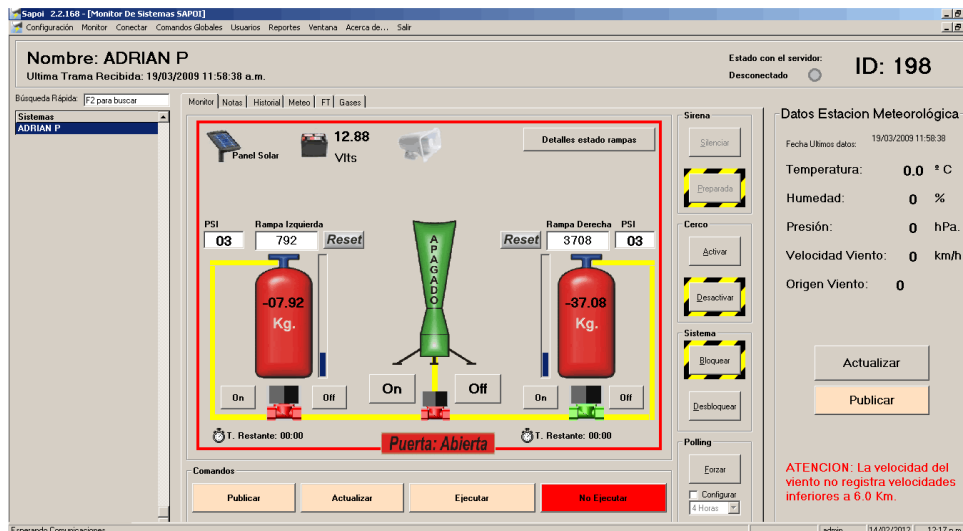 Sapoi 2.2.168 - [Monitor De Sistemas SAPOI]
Configuración Monitor Conectar Comandos Globales Usuarios Reportes Ventana Acerca de... Salir
Nombre: ADRIAN P
Ultima Trama Recibida: 19/03/2009 11:58:38 a.m.
Estado con el servidor:
Desconectado
ID: 198
Búsqueda Rápida: F2 para buscar
Sistemas
ADRIAN P
Monitor Notas Historial Meteo FT Gases
Panel Solar
12.88
Vlts
Detalles estado rampas
PSI
03
Rampa Izquierda
792
Reset
APAGADO
Reset
Rampa Derecha
3708
PSI
03
-07.92
Kg.
-37.08
Kg.
On
Off
On
Off
On
Off
T. Restante: 00:00
Puerta: Abierta
T. Restante: 00:00
Comandos
Publicar
Actualizar
Ejecutar
No Ejecutar
Sirena
Silenciar
Preparada
Cerco
Activar
Desactivar
Sistema
Bloquear
Desbloquear
Polling
Forzar
Configurar
4 Horas
Datos Estacion Meteorológica
Fecha Ultimos datos: 19/03/2009 11:58:38
Temperatura: 0.0 º C
Humedad: 0 %
Presión: 0 hPa.
Velocidad Viento: 0 km/h
Origen Viento: 0
Actualizar
Publicar
ATENCION: La velocidad del
viento no registra velocidades
inferiores a 6.0 Km.
Esperando Comunicaciones
admin 14/02/2012 12:17 p.m.